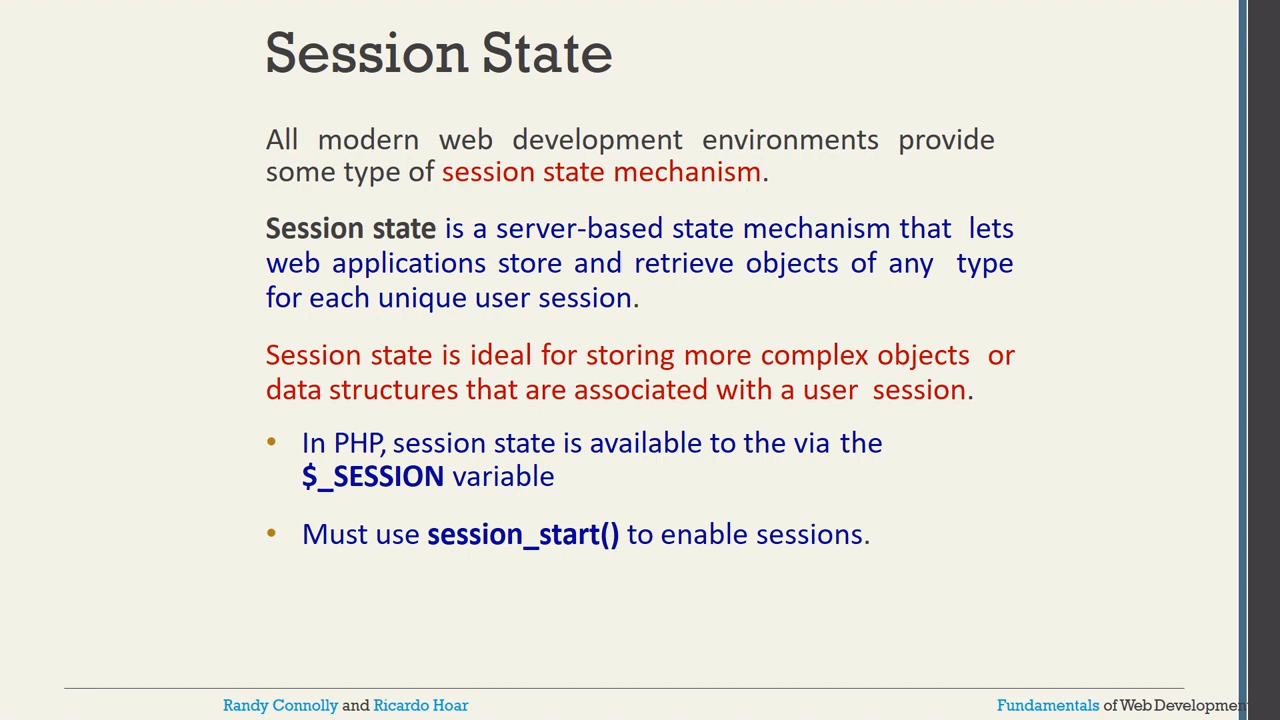 Session State
All modern web development environments provide
some type of session state mechanism.
Session state is a server-based state mechanism that lets
web applications store and retrieve objects of any type
for each unique user session.
Session state is ideal for storing more complex objects or
data structures that are associated with a user session.
• In PHP, session state is available to the via the
$_SESSION variable
• Must use session_start() to enable sessions.
Randy Connolly and Ricardo Hoar Fundamentals of Web Development